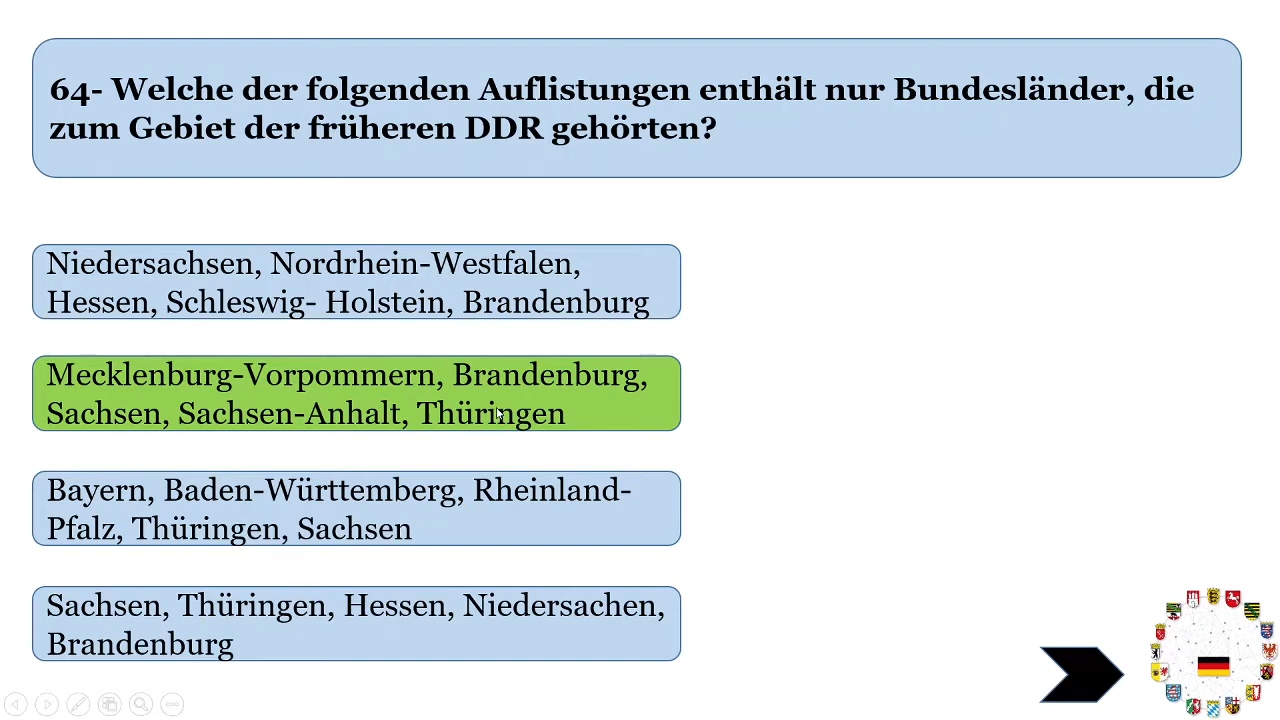 64- Welche der folgenden Auflistungen enthält nur Bundesländer, die
zum Gebiet der früheren DDR gehörten?
Niedersachsen, Nordrhein-Westfalen,
Hessen, Schleswig- Holstein, Brandenburg
Mecklenburg-Vorpommern, Brandenburg,
Sachsen, Sachsen-Anhalt, Thüringen
Bayern, Baden-Württemberg, Rheinland-
Pfalz, Thüringen, Sachsen
Sachsen, Thüringen, Hessen, Niedersachen,
Brandenburg